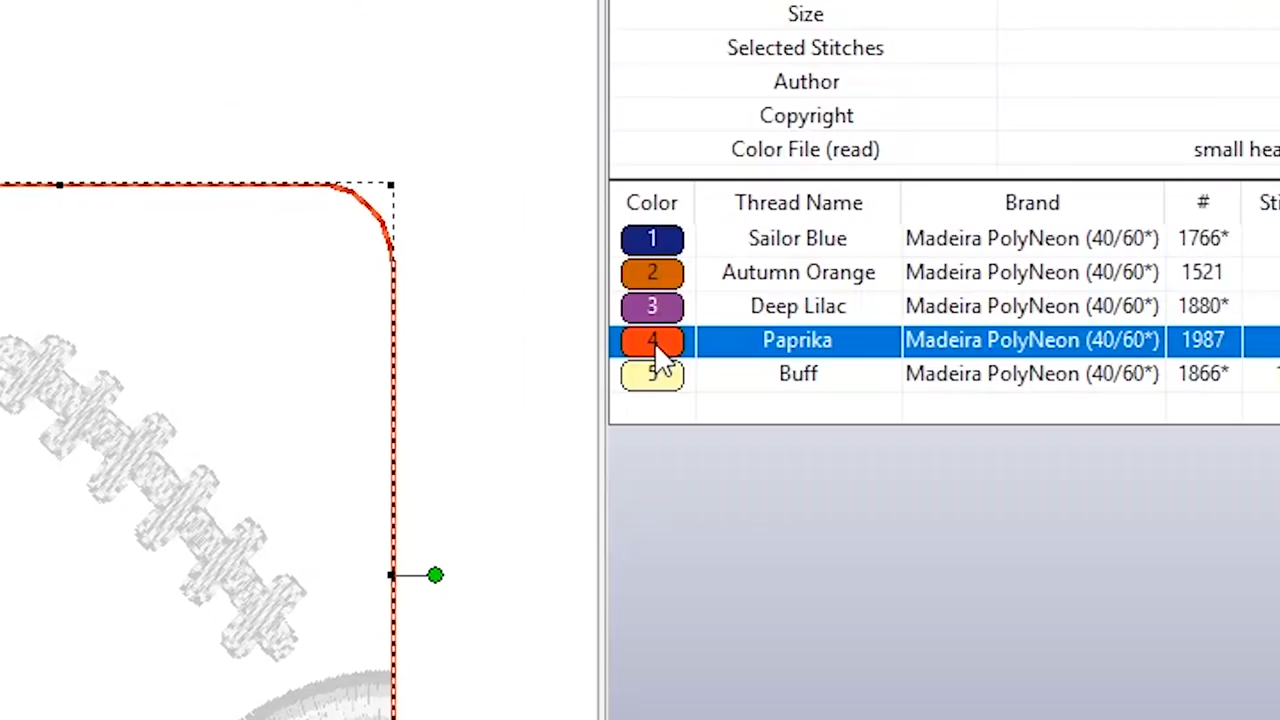 Size
Selected Stitches
Author
Copyright
Color File (read) small hea
Color Thread Name Brand # Sti
1 Sailor Blue Madeira PolyNeon (40/60*) 1766*
2 Autumn Orange Madeira PolyNeon (40/60*) 1521
3 Deep Lilac Madeira PolyNeon (40/60*) 1880*
4 Paprika Madeira PolyNeon (40/60*) 1987
5 Buff Madeira PolyNeon (40/60*) 1866* 1